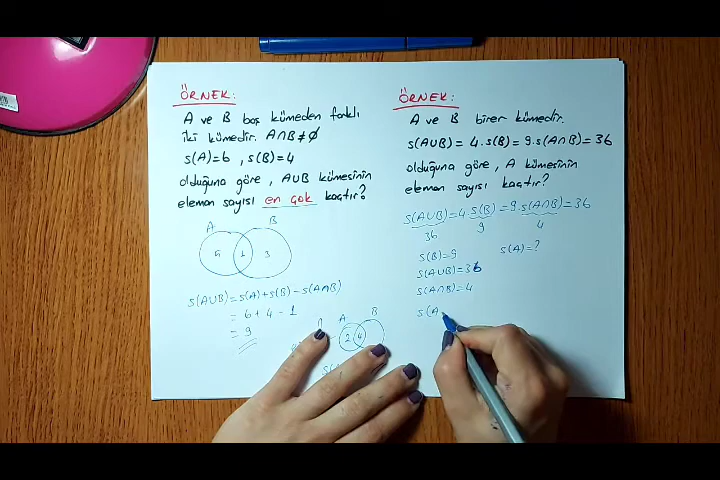 ÖRNEK:
A ve B boş kümeden farklı
iki kümedir. A∩B≠∅
s(A)=6 , s(B)=4
olduğuna göre, A∪B kümesinin
eleman sayısı en çok kaçtır?
A B
5 1 3
s(A∪B)=s(A)+s(B)-s(A∩B)
= 6+4-1
= 9
A B
2 4
ÖRNEK:
A ve B birer kümedir.
s(A∪B)= 4.s(B)= 9.s(A∩B)=36
olduğuna göre, A kümesinin
eleman sayısı kaçtır?
s(A∪B)=4.s(B)=9.s(A∩B)=36
36 9 4
s(B)=9 s(A)=?
s(A∪B)=36
s(A∩B)=4
s(A